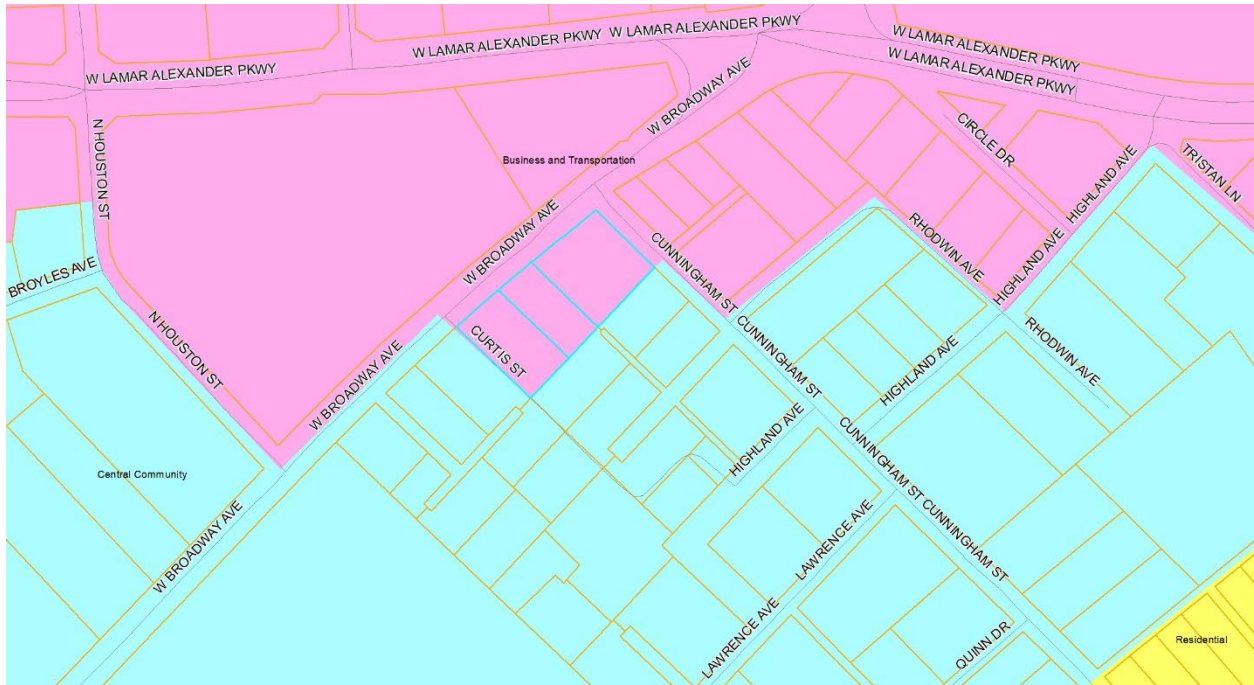 W LAMAR ALEXANDER PKWY
W LAMAR ALEXANDER PKWY
W LAMAR ALEXANDER PKWY
W LAMAR ALEXANDER PKWY
W LAMAR ALEXANDER PKWY
W BROADWAY AVE
N HOUSTON ST
CIRCLE DR
HIGHLAND AVE
TRISTAN LN
Business and Transportation
W BROADWAY AVE
CUNNINGHAM ST
RHODWIN AVE
HIGHLAND AVE
BROYLES AVE
N HOUSTON ST
CURTIS ST
W BROADWAY AVE
CUNNINGHAM ST
HIGHLAND AVE
RHODWIN AVE
Central Community
HIGHLAND AVE
CUNNINGHAM ST
CUNNINGHAM ST
W BROADWAY AVE
LAWRENCE AVE
LAWRENCE AVE
QUINN DR
Residential